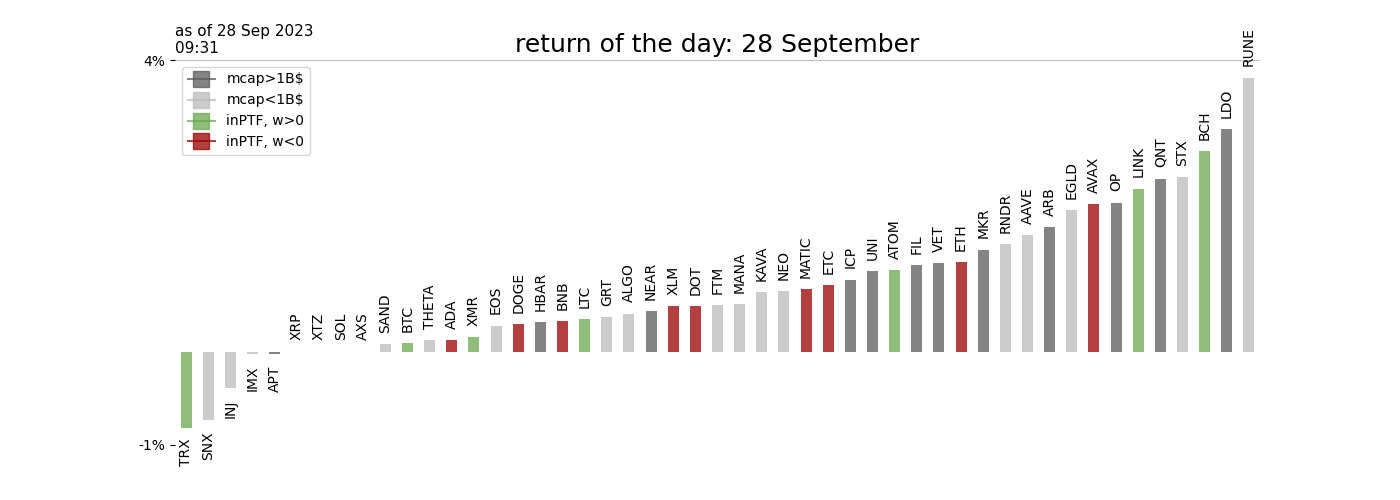 as of 28 Sep 2023
09:31
return of the day: 28 September
4%
mcap>1B$
mcap<1B$
inPTF, w>0
inPTF, w<0
-1%
TRX
SNX
INJ
IMX
APT
XRP
XTZ
SOL
AXS
SAND
BTC
THETA
ADA
XMR
EOS
DOGE
HBAR
BNB
LTC
GRT
ALGO
NEAR
XLM
DOT
FTM
MANA
KAVA
NEO
MATIC
ETC
ICP
UNI
ATOM
FIL
VET
ETH
MKR
RNDR
AAVE
ARB
EGLD
AVAX
OP
LINK
QNT
STX
BCH
LDO
RUNE